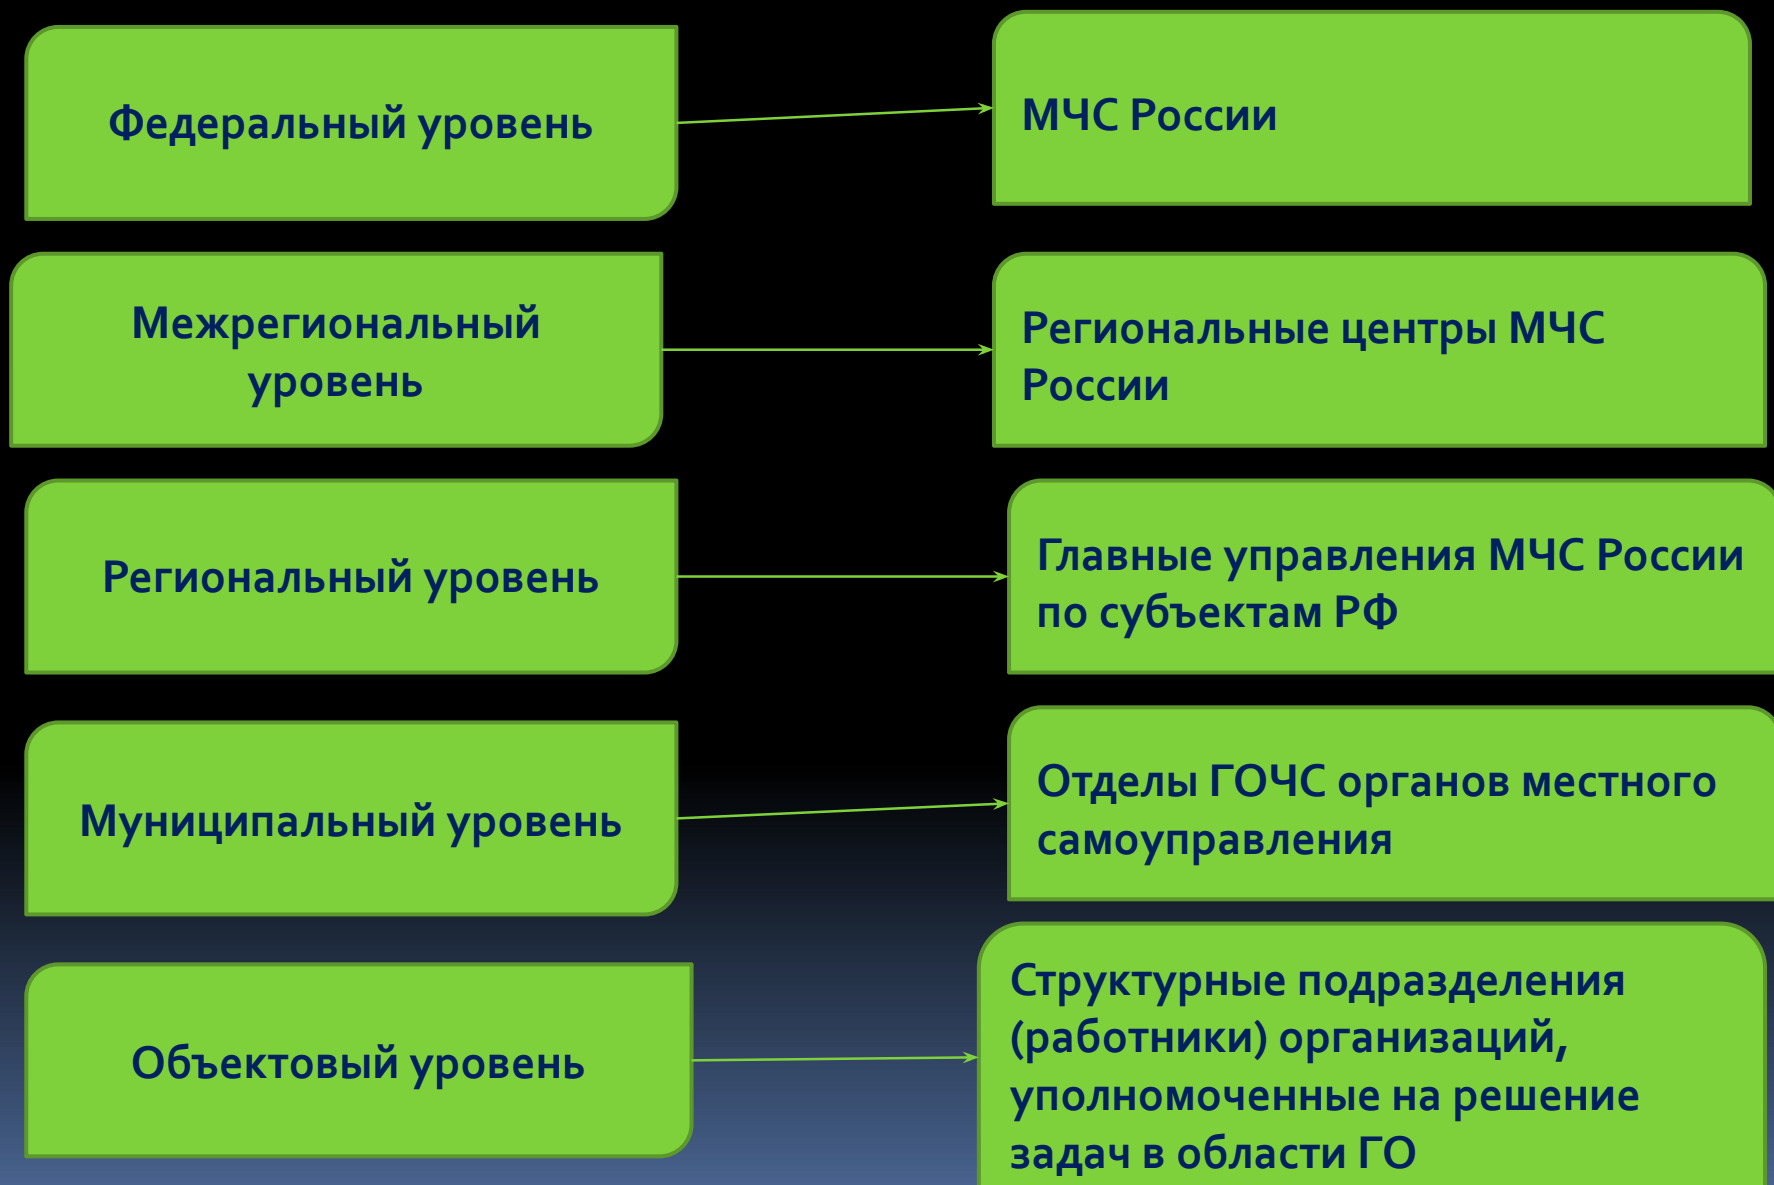 Федеральный уровень
МЧС России
Межрегиональный
уровень
Региональные центры МЧС
России
Региональный уровень
Главные управления МЧС России
по субъектам РФ
Муниципальный уровень
Отделы ГОЧС органов местного
самоуправления
Объектовый уровень
Структурные подразделения
(работники) организаций,
уполномоченные на решение
задач в области ГО